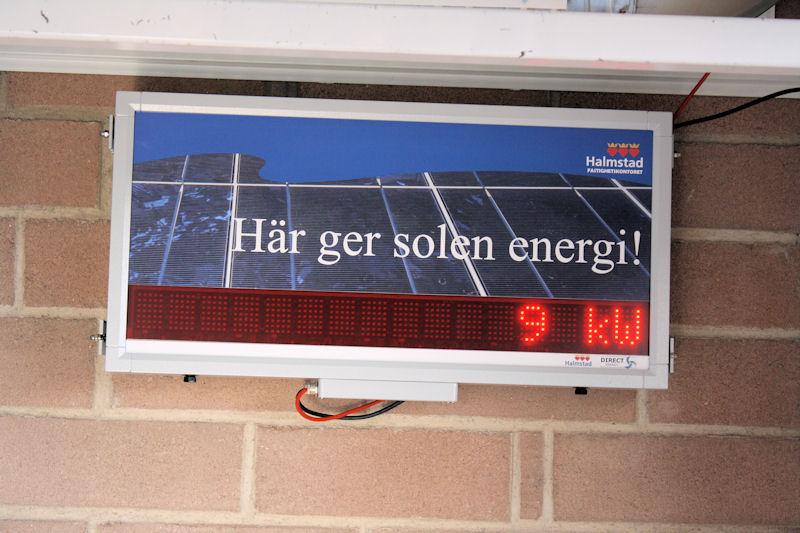 Halmstad
FASTIGHETSKONTORET
Här ger solen energi!
9 kW
Halmstad
DIRECT